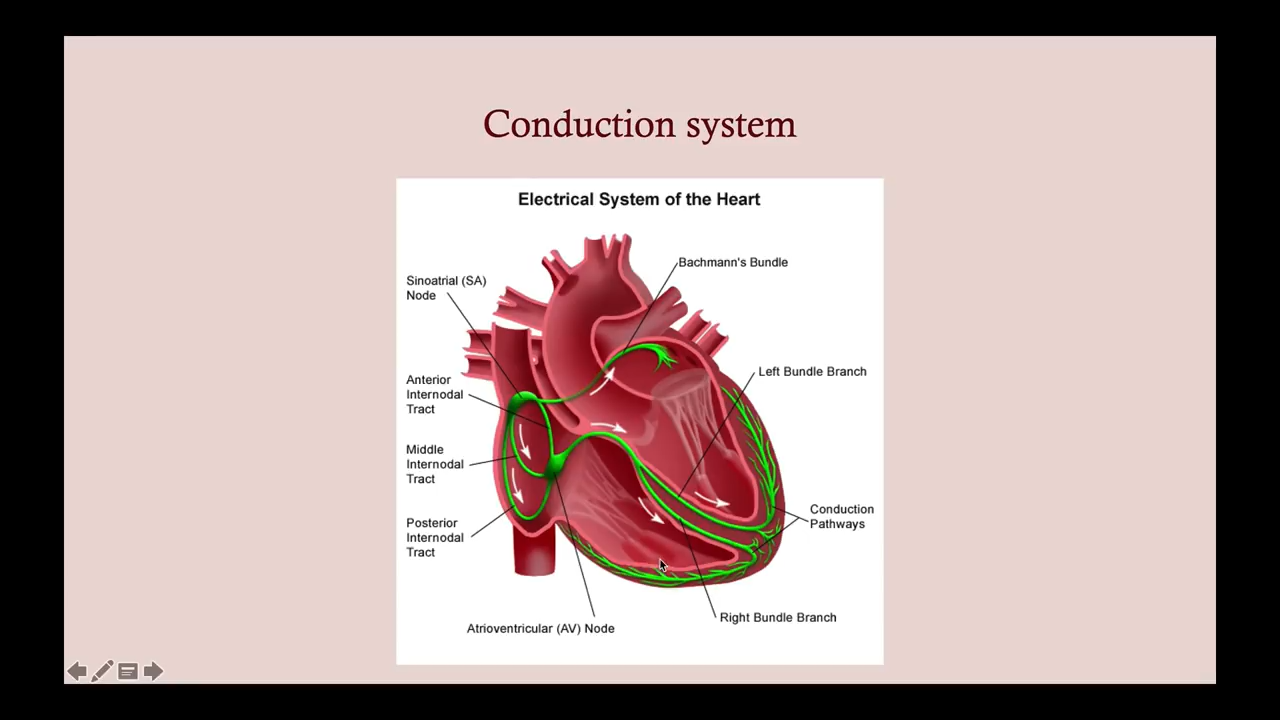 Conduction system
Electrical System of the Heart
Bachmann's Bundle
Sinoatrial (SA)
Node
Left Bundle Branch
Anterior
Internodal
Tract
Middle
Internodal
Tract
Conduction
Pathways
Posterior
Internodal
Tract
Right Bundle Branch
Atrioventricular (AV) Node